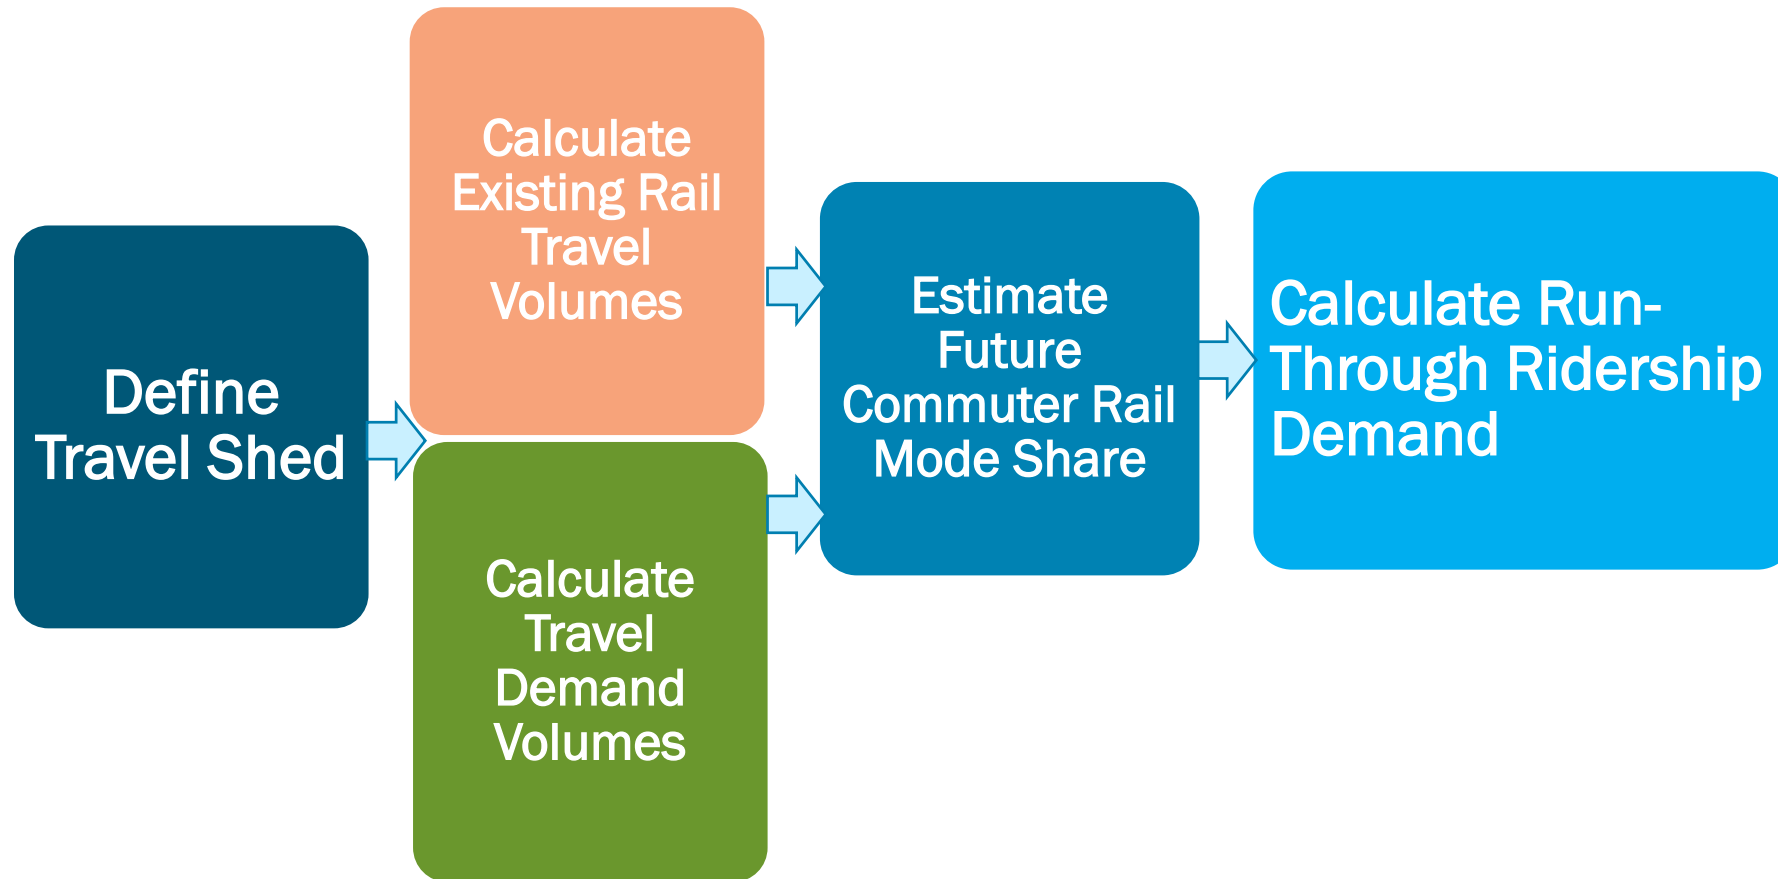 Define
Travel Shed
Calculate
Existing Rail
Travel
Volumes
Calculate
Travel
Demand
Volumes
Estimate
Future
Commuter Rail
Mode Share
Calculate Run-
Through Ridership
Demand